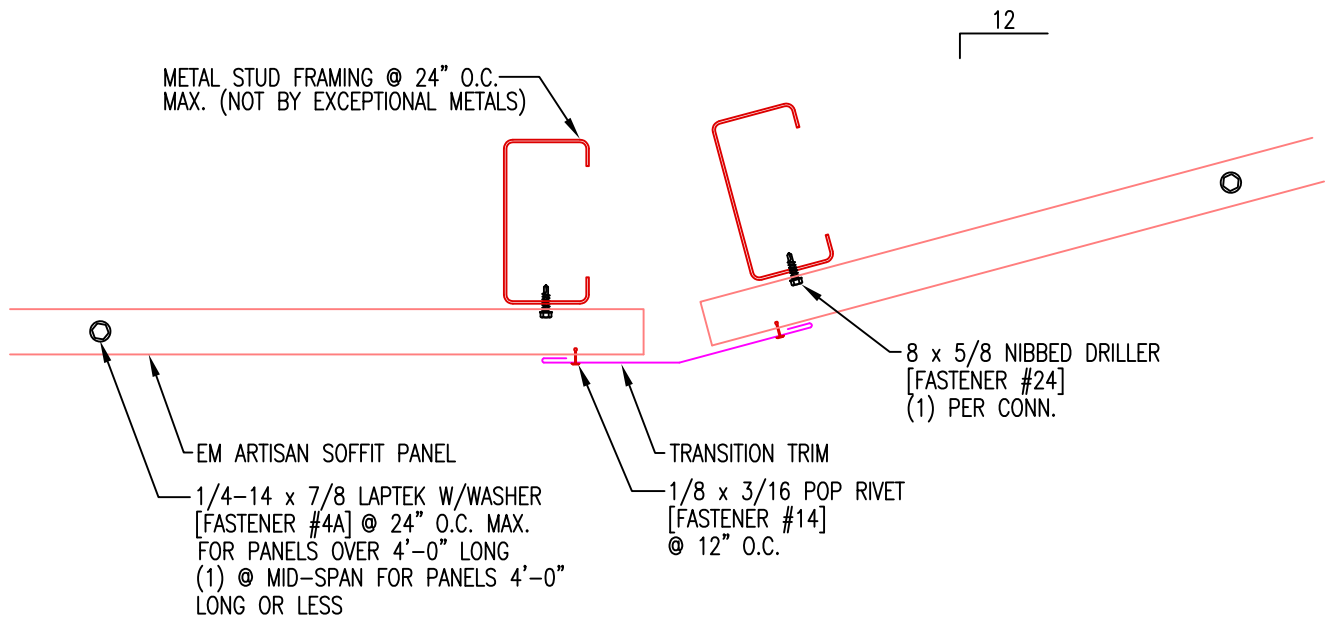 12
METAL STUD FRAMING @ 24" O.C.
MAX. (NOT BY EXCEPTIONAL METALS)
8 x 5/8 NIBBED DRILLER
[FASTENER #24]
(1) PER CONN.
EM ARTISAN SOFFIT PANEL
1/4-14 x 7/8 LAPTEK W/WASHER
[FASTENER #4A] @ 24" O.C. MAX.
FOR PANELS OVER 4'-0" LONG
(1) @ MID-SPAN FOR PANELS 4'-0"
LONG OR LESS
TRANSITION TRIM
1/8 x 3/16 POP RIVET
[FASTENER #14]
@ 12" O.C.